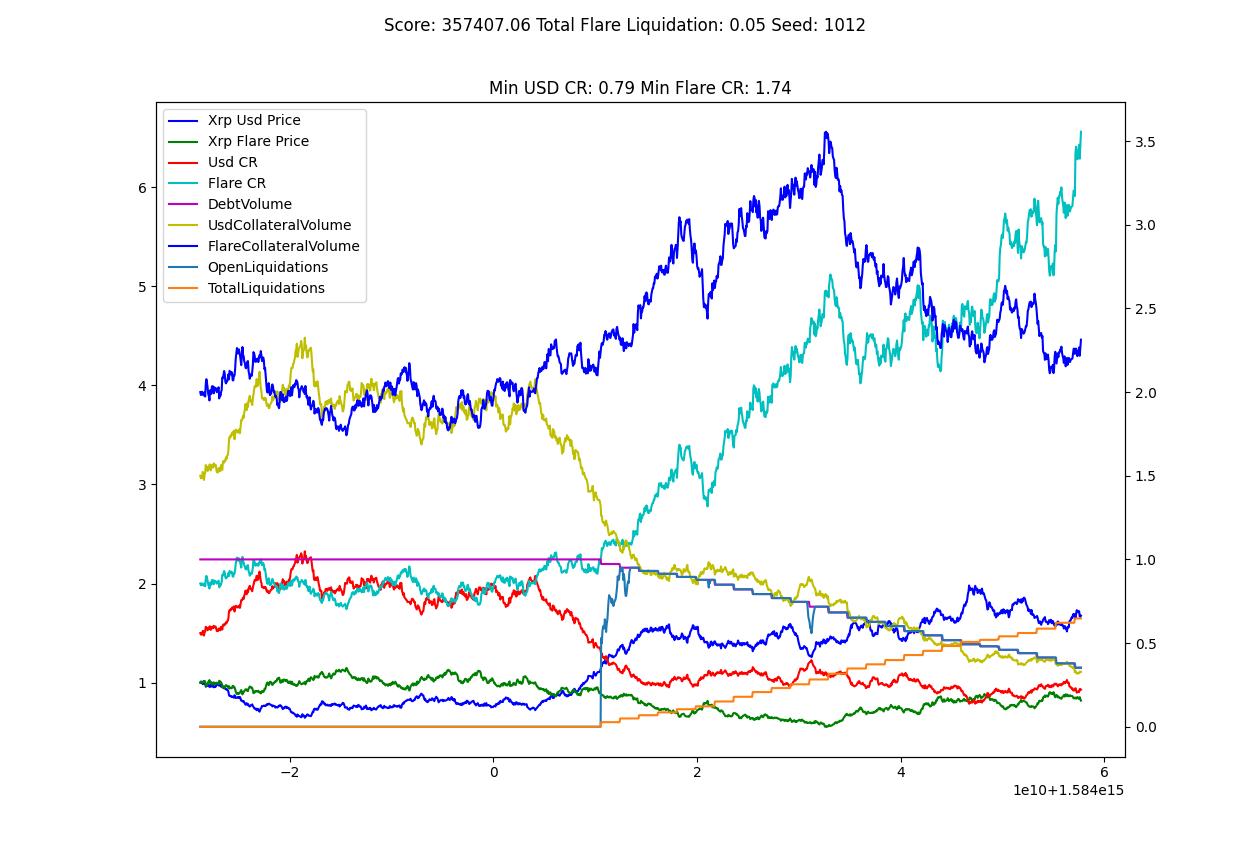 Score: 357407.06 Total Flare Liquidation: 0.05 Seed: 1012
Min USD CR: 0.79 Min Flare CR: 1.74
Xrp Usd Price
Xrp Flare Price
Usd CR
Flare CR
DebtVolume
UsdCollateralVolume
FlareCollateralVolume
OpenLiquidations
TotalLiquidations
6
5
4
3
2
1
3.5
3.0
2.5
2.0
1.5
1.0
0.5
0.0
−2 0 2 4 6
1e10+1.584e15